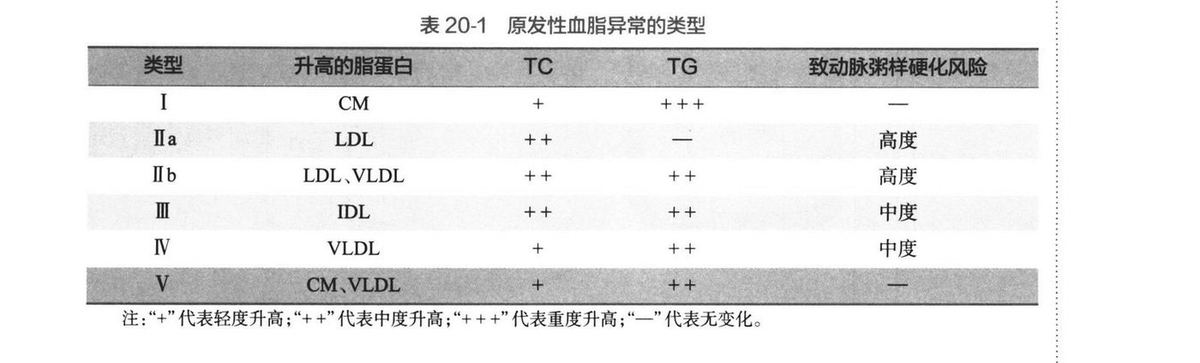 表 20-1 原发性血脂异常的类型
类型 升高的脂蛋白 TC TG 致动脉粥样硬化风险
Ⅰ CM + +++ —
Ⅱa LDL ++ — 高度
Ⅱb LDL、VLDL ++ ++ 高度
Ⅲ IDL ++ ++ 中度
Ⅳ VLDL + ++ 中度
Ⅴ CM、VLDL + ++ —
注:“+”代表轻度升高;“++”代表中度升高;“+++”代表重度升高;“—”代表无变化。